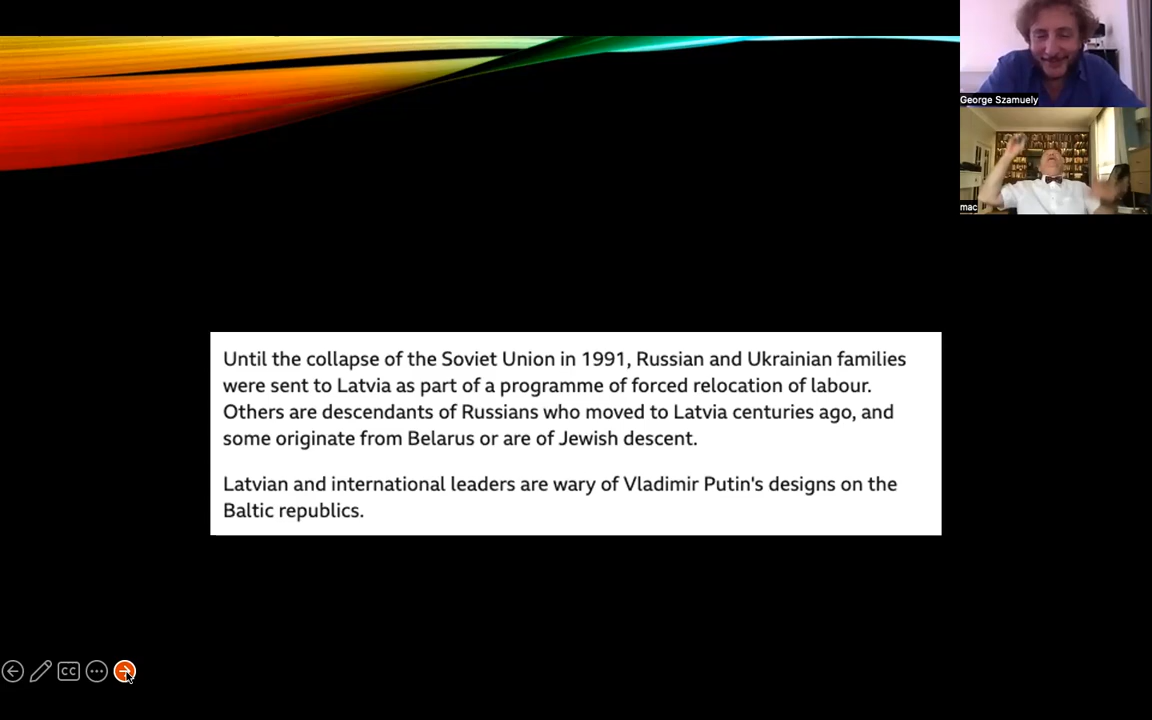 George Szamuely
mac
Until the collapse of the Soviet Union in 1991, Russian and Ukrainian families
were sent to Latvia as part of a programme of forced relocation of labour.
Others are descendants of Russians who moved to Latvia centuries ago, and
some originate from Belarus or are of Jewish descent.
Latvian and international leaders are wary of Vladimir Putin's designs on the
Baltic republics.
CC